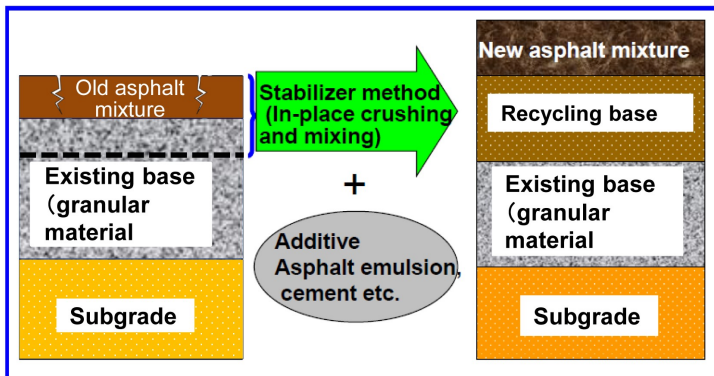 Old asphalt
mixture
Existing base
(granular
material
Subgrade
Stabilizer method
(In-place crushing
and mixing)
+
Additive
Asphalt emulsion,
cement etc.
New asphalt mixture
Recycling base
Existing base
(granular
material
Subgrade